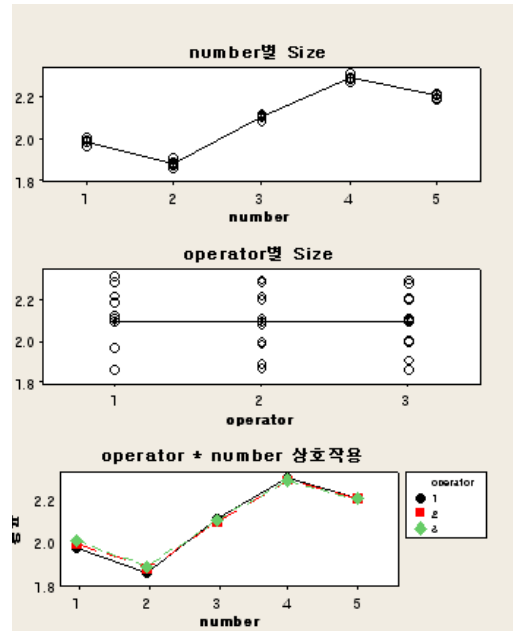 number별 Size
2.2
2.0
1.8
1 2 3 4 5
number
operator별 Size
2.2
2.0
1.8
1 2 3
operator
operator * number 상호작용
2.2
2.0
1.8
1 2 3 4 5
number
operator
1
2
3